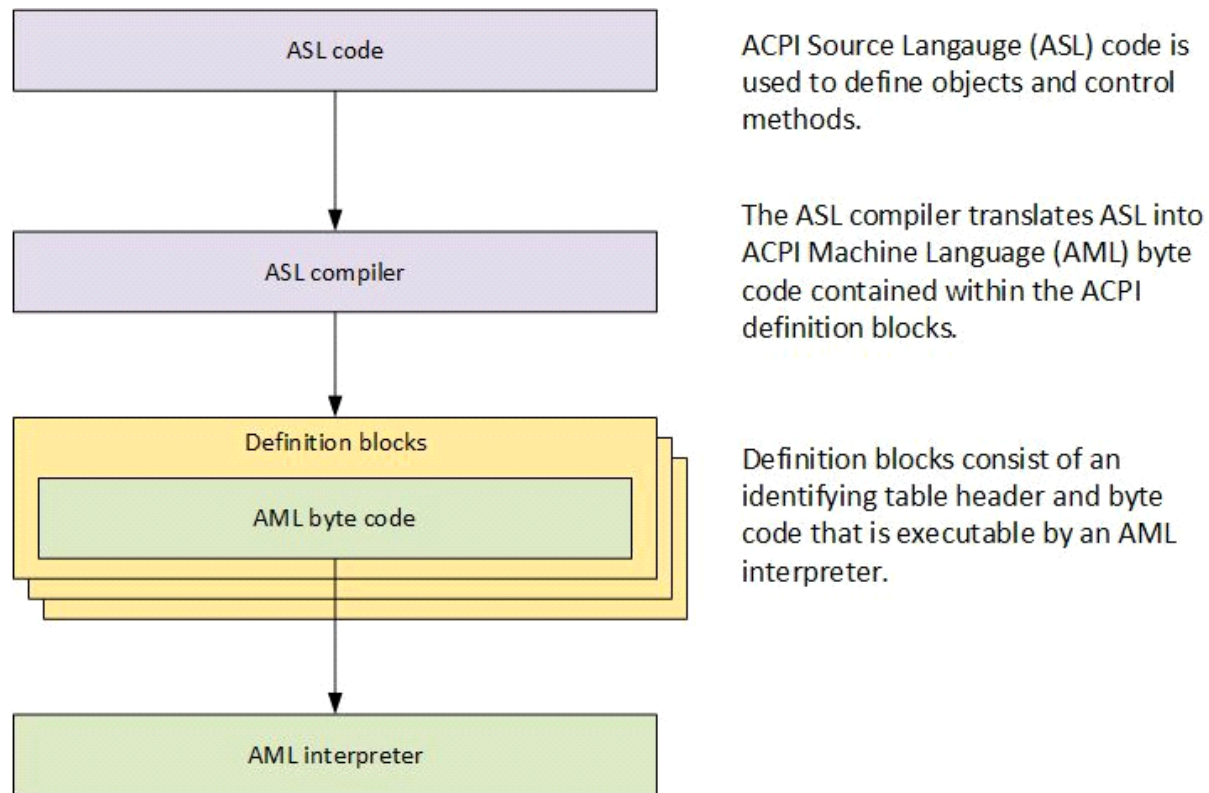 ASL code
ACPI Source Langauge (ASL) code is
used to define objects and control
methods.
ASL compiler
The ASL compiler translates ASL into
ACPI Machine Language (AML) byte
code contained within the ACPI
definition blocks.
Definition blocks
AML byte code
Definition blocks consist of an
identifying table header and byte
code that is executable by an AML
interpreter.
AML interpreter